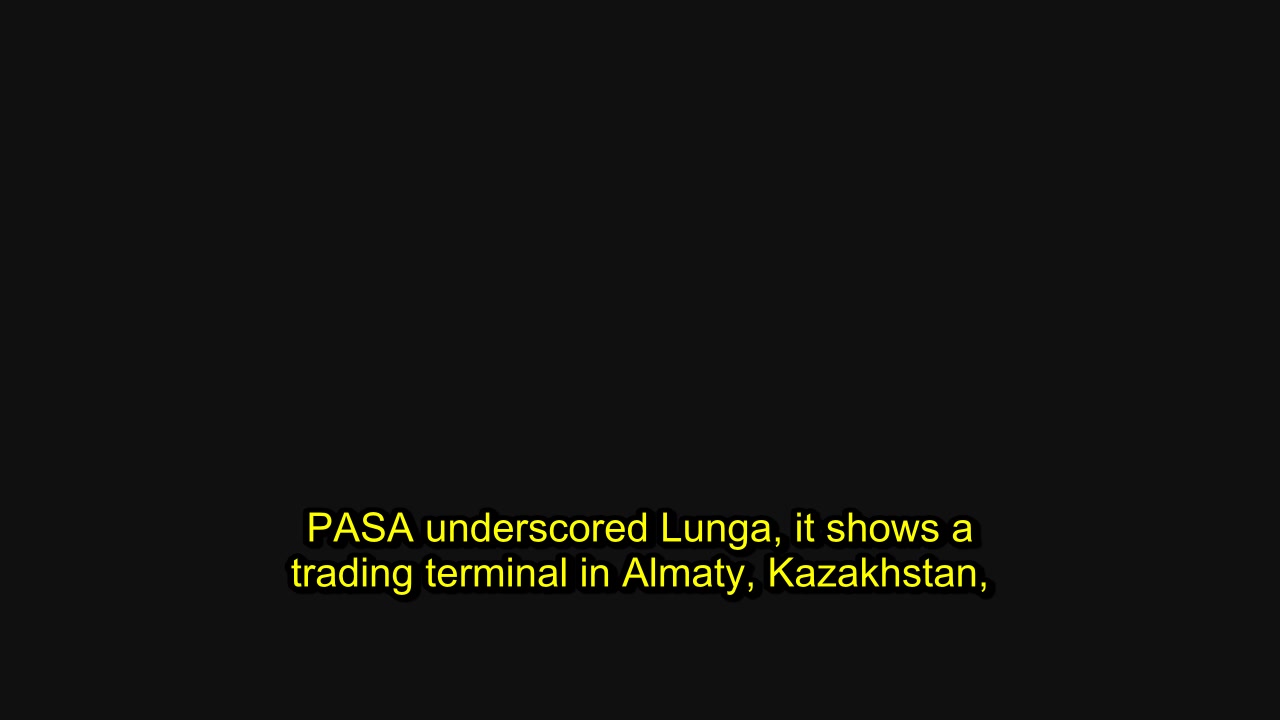 PASA underscored Lunga, it shows a
trading terminal in Almaty, Kazakhstan,